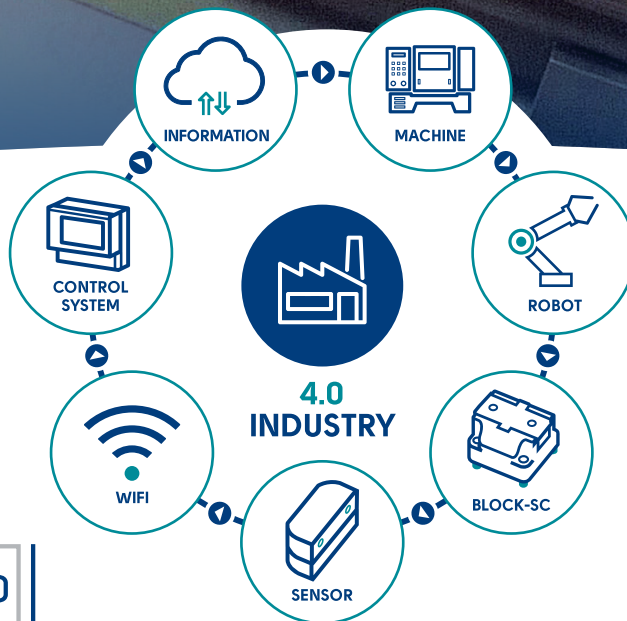 INFORMATION
MACHINE
CONTROL
SYSTEM
ROBOT
4.0
INDUSTRY
WIFI
BLOCK-SC
SENSOR